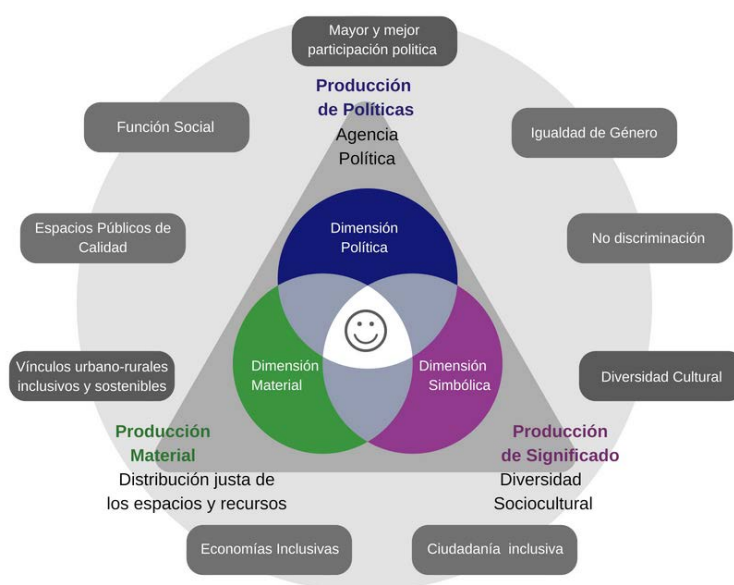 Mayor y mejor
participación politica
Producción
de Políticas
Agencia
Política
Función Social
Igualdad de Género
Espacios Públicos de
Calidad
Dimensión
Política
No discriminación
Vínculos urbano-rurales
inclusivos y sostenibles
Dimensión
Material
Dimensión
Simbólica
Diversidad Cultural
Producción
Material
Distribución justa de
los espacios y recursos
Producción
de Significado
Diversidad
Sociocultural
Economías Inclusivas
Ciudadanía inclusiva